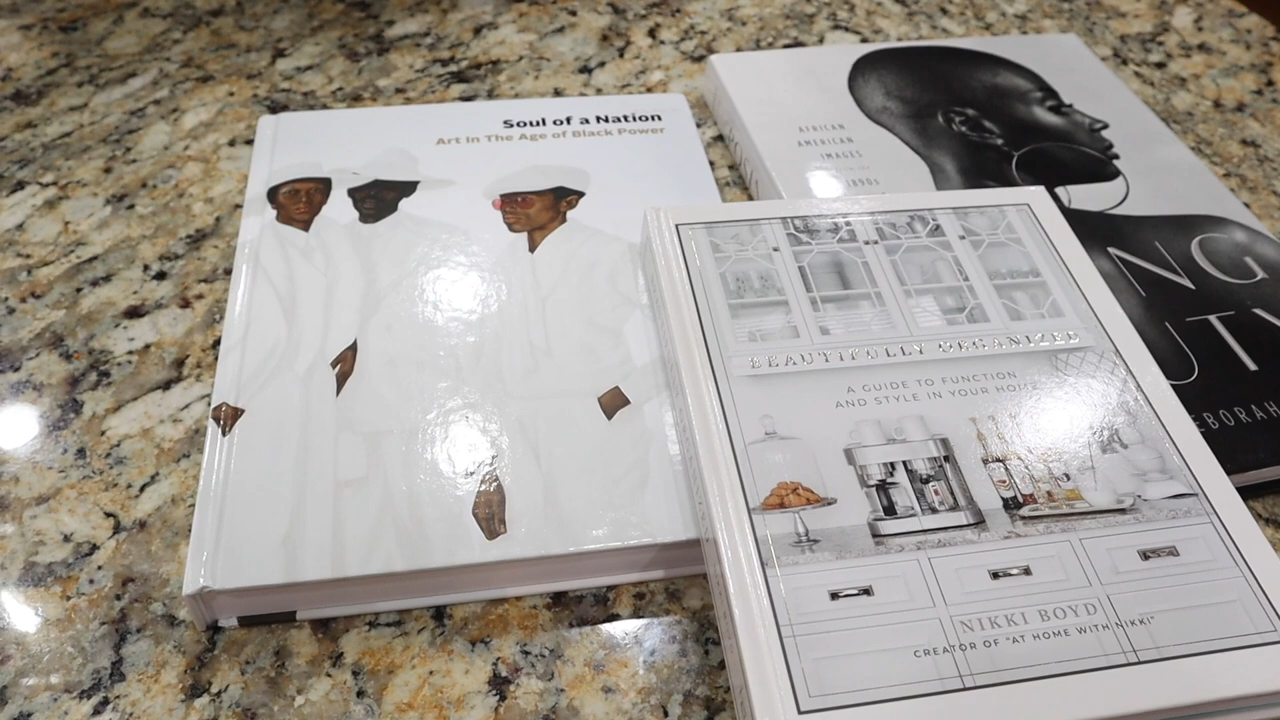 Soul of a Nation
Art In The Age of Black Power
AFRICAN
AMERICAN
IMAGES
1890s
NG
UTY
EBORAH
BEAUTIFULLY ORGANIZED
A GUIDE TO FUNCTION
AND STYLE IN YOUR HOME
NIKKI BOYD
CREATOR OF "AT HOME WITH NIKKI"